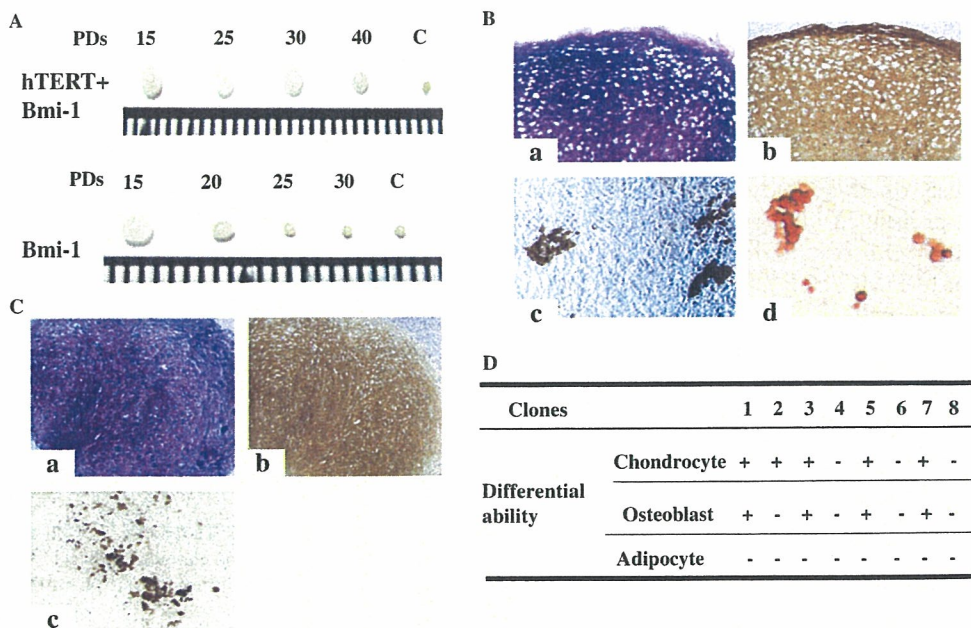 A
PDs 15 25 30 40 C
hTERT+
Bmi-1
PDs 15 20 25 30 C
Bmi-1
B
a b
c d
C
a b
c
D
Clones 1 2 3 4 5 6 7 8
Differential
ability
Chondrocyte + + + - + - + -
Osteoblast + - + - + - + -
Adipocyte - - - - - - - -